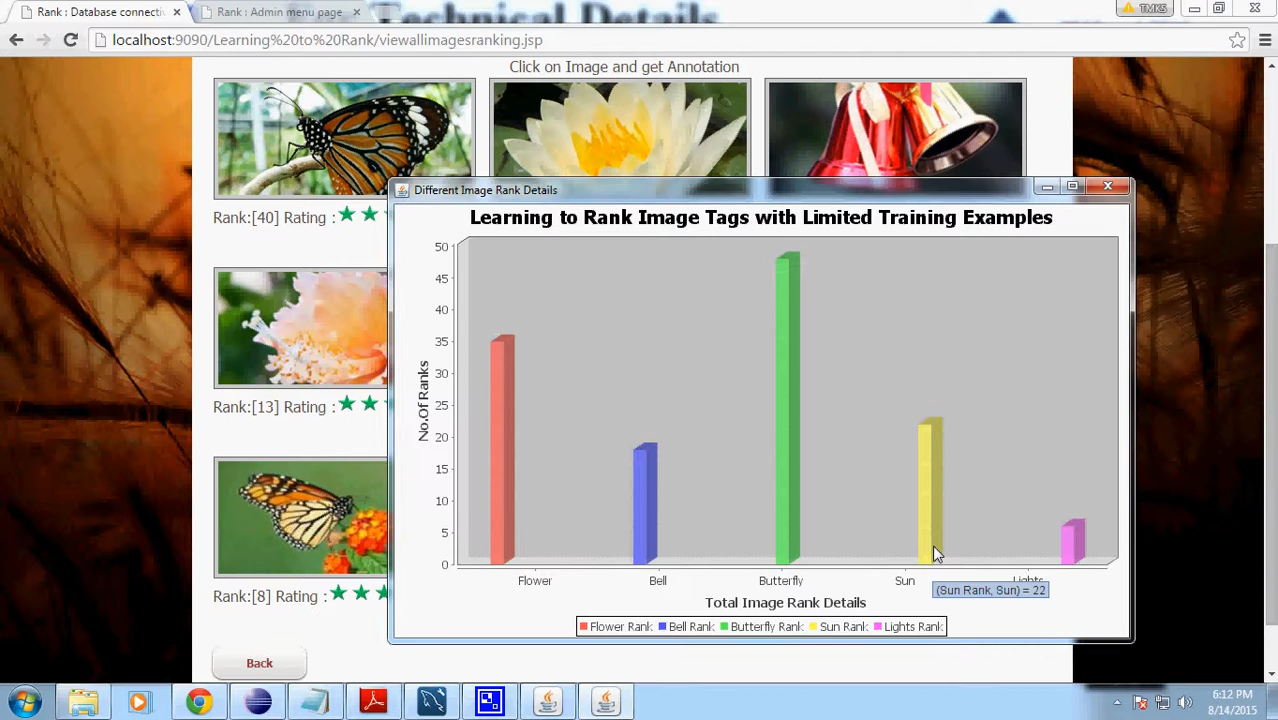 Technical Details
Rank : Database connecti
Rank : Admin menu page
TMKS
localhost:9090/Learning%20to%20Rank/viewallimagesranking.jsp
Click on Image and get Annotation
Rank:[40] Rating :
Rank:[13] Rating :
Rank:[8] Rating :
Different Image Rank Details
Learning to Rank Image Tags with Limited Training Examples
No.Of Ranks
50
45
40
35
30
25
20
15
10
5
0
Flower
Bell
Butterfly
Sun
Lights
(Sun Rank, Sun) = 22
Total Image Rank Details
Flower Rank
Bell Rank
Butterfly Rank
Sun Rank
Lights Rank
Back
6:12 PM
8/14/2015